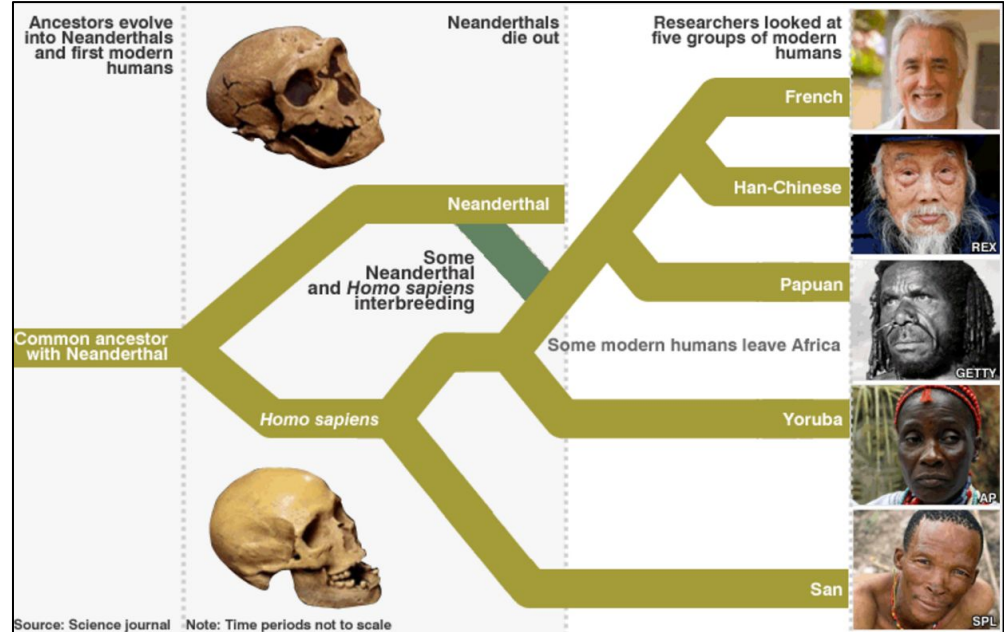 Ancestors evolve
into Neanderthals
and first modern
humans
Neanderthals
die out
Researchers looked at
five groups of modern
humans
French
Han-Chinese
REX
Neanderthal
Some
Neanderthal
and Homo sapiens
interbreeding
Papuan
Common ancestor
with Neanderthal
Some modern humans leave Africa
GETTY
Homo sapiens
Yoruba
AP
San
SPL
Source: Science journal
Note: Time periods not to scale